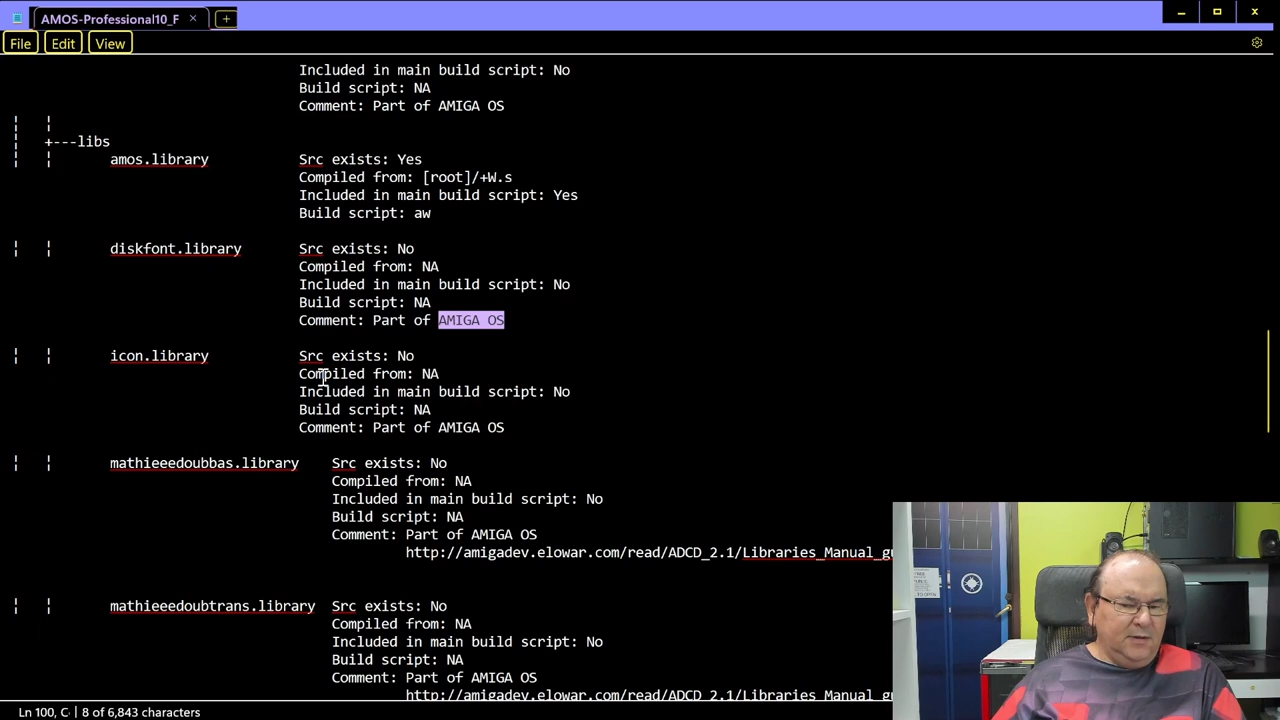 AMOS-Professional10_F
File Edit View
Included in main build script: No
Build script: NA
Comment: Part of AMIGA OS
¦ ¦
¦ +---libs
¦ ¦ amos.library Src exists: Yes
Compiled from: [root]/+W.s
Included in main build script: Yes
Build script: aw
¦ ¦ diskfont.library Src exists: No
Compiled from: NA
Included in main build script: No
Build script: NA
Comment: Part of AMIGA OS
¦ ¦ icon.library Src exists: No
Compiled from: NA
Included in main build script: No
Build script: NA
Comment: Part of AMIGA OS
¦ ¦ mathieeedoubbas.library Src exists: No
Compiled from: NA
Included in main build script: No
Build script: NA
Comment: Part of AMIGA OS
http://amigadev.elowar.com/read/ADCD_2.1/Libraries_Manual_gu
¦ ¦ mathieeedoubtrans.library Src exists: No
Compiled from: NA
Included in main build script: No
Build script: NA
Comment: Part of AMIGA OS
http://amigadev.elowar.com/read/ADCD_2.1/Libraries_Manual_gu
Ln 100, C 8 of 6,843 characters